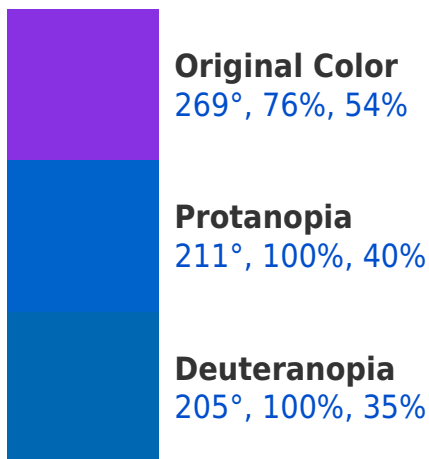 Original Color
269°, 76%, 54%
Protanopia
211°, 100%, 40%
Deuteranopia
205°, 100%, 35%